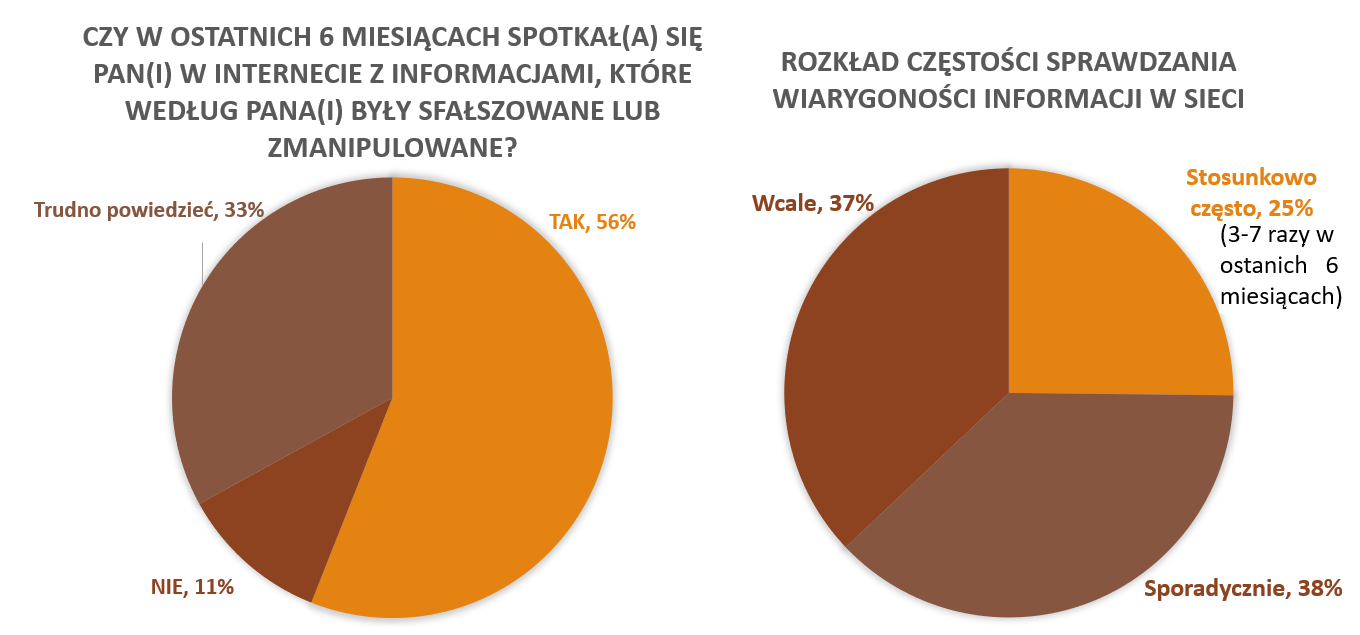 CZY W OSTATNICH 6 MIESIĄCACH SPOTKAŁ(A) SIĘ
PAN(I) W INTERNECIE Z INFORMACJAMI, KTÓRE
WEDŁUG PANA(I) BYŁY SFAŁSZOWANE LUB
ZMANIPULOWANE?
Trudno powiedzieć, 33%
TAK, 56%
NIE, 11%
ROZKŁAD CZĘSTOŚCI SPRAWDZANIA
WIARYGONOŚCI INFORMACJI W SIECI
Wcale, 37%
Stosunkowo
często, 25%
(3-7 razy w
ostanich 6
miesiącach)
Sporadycznie, 38%